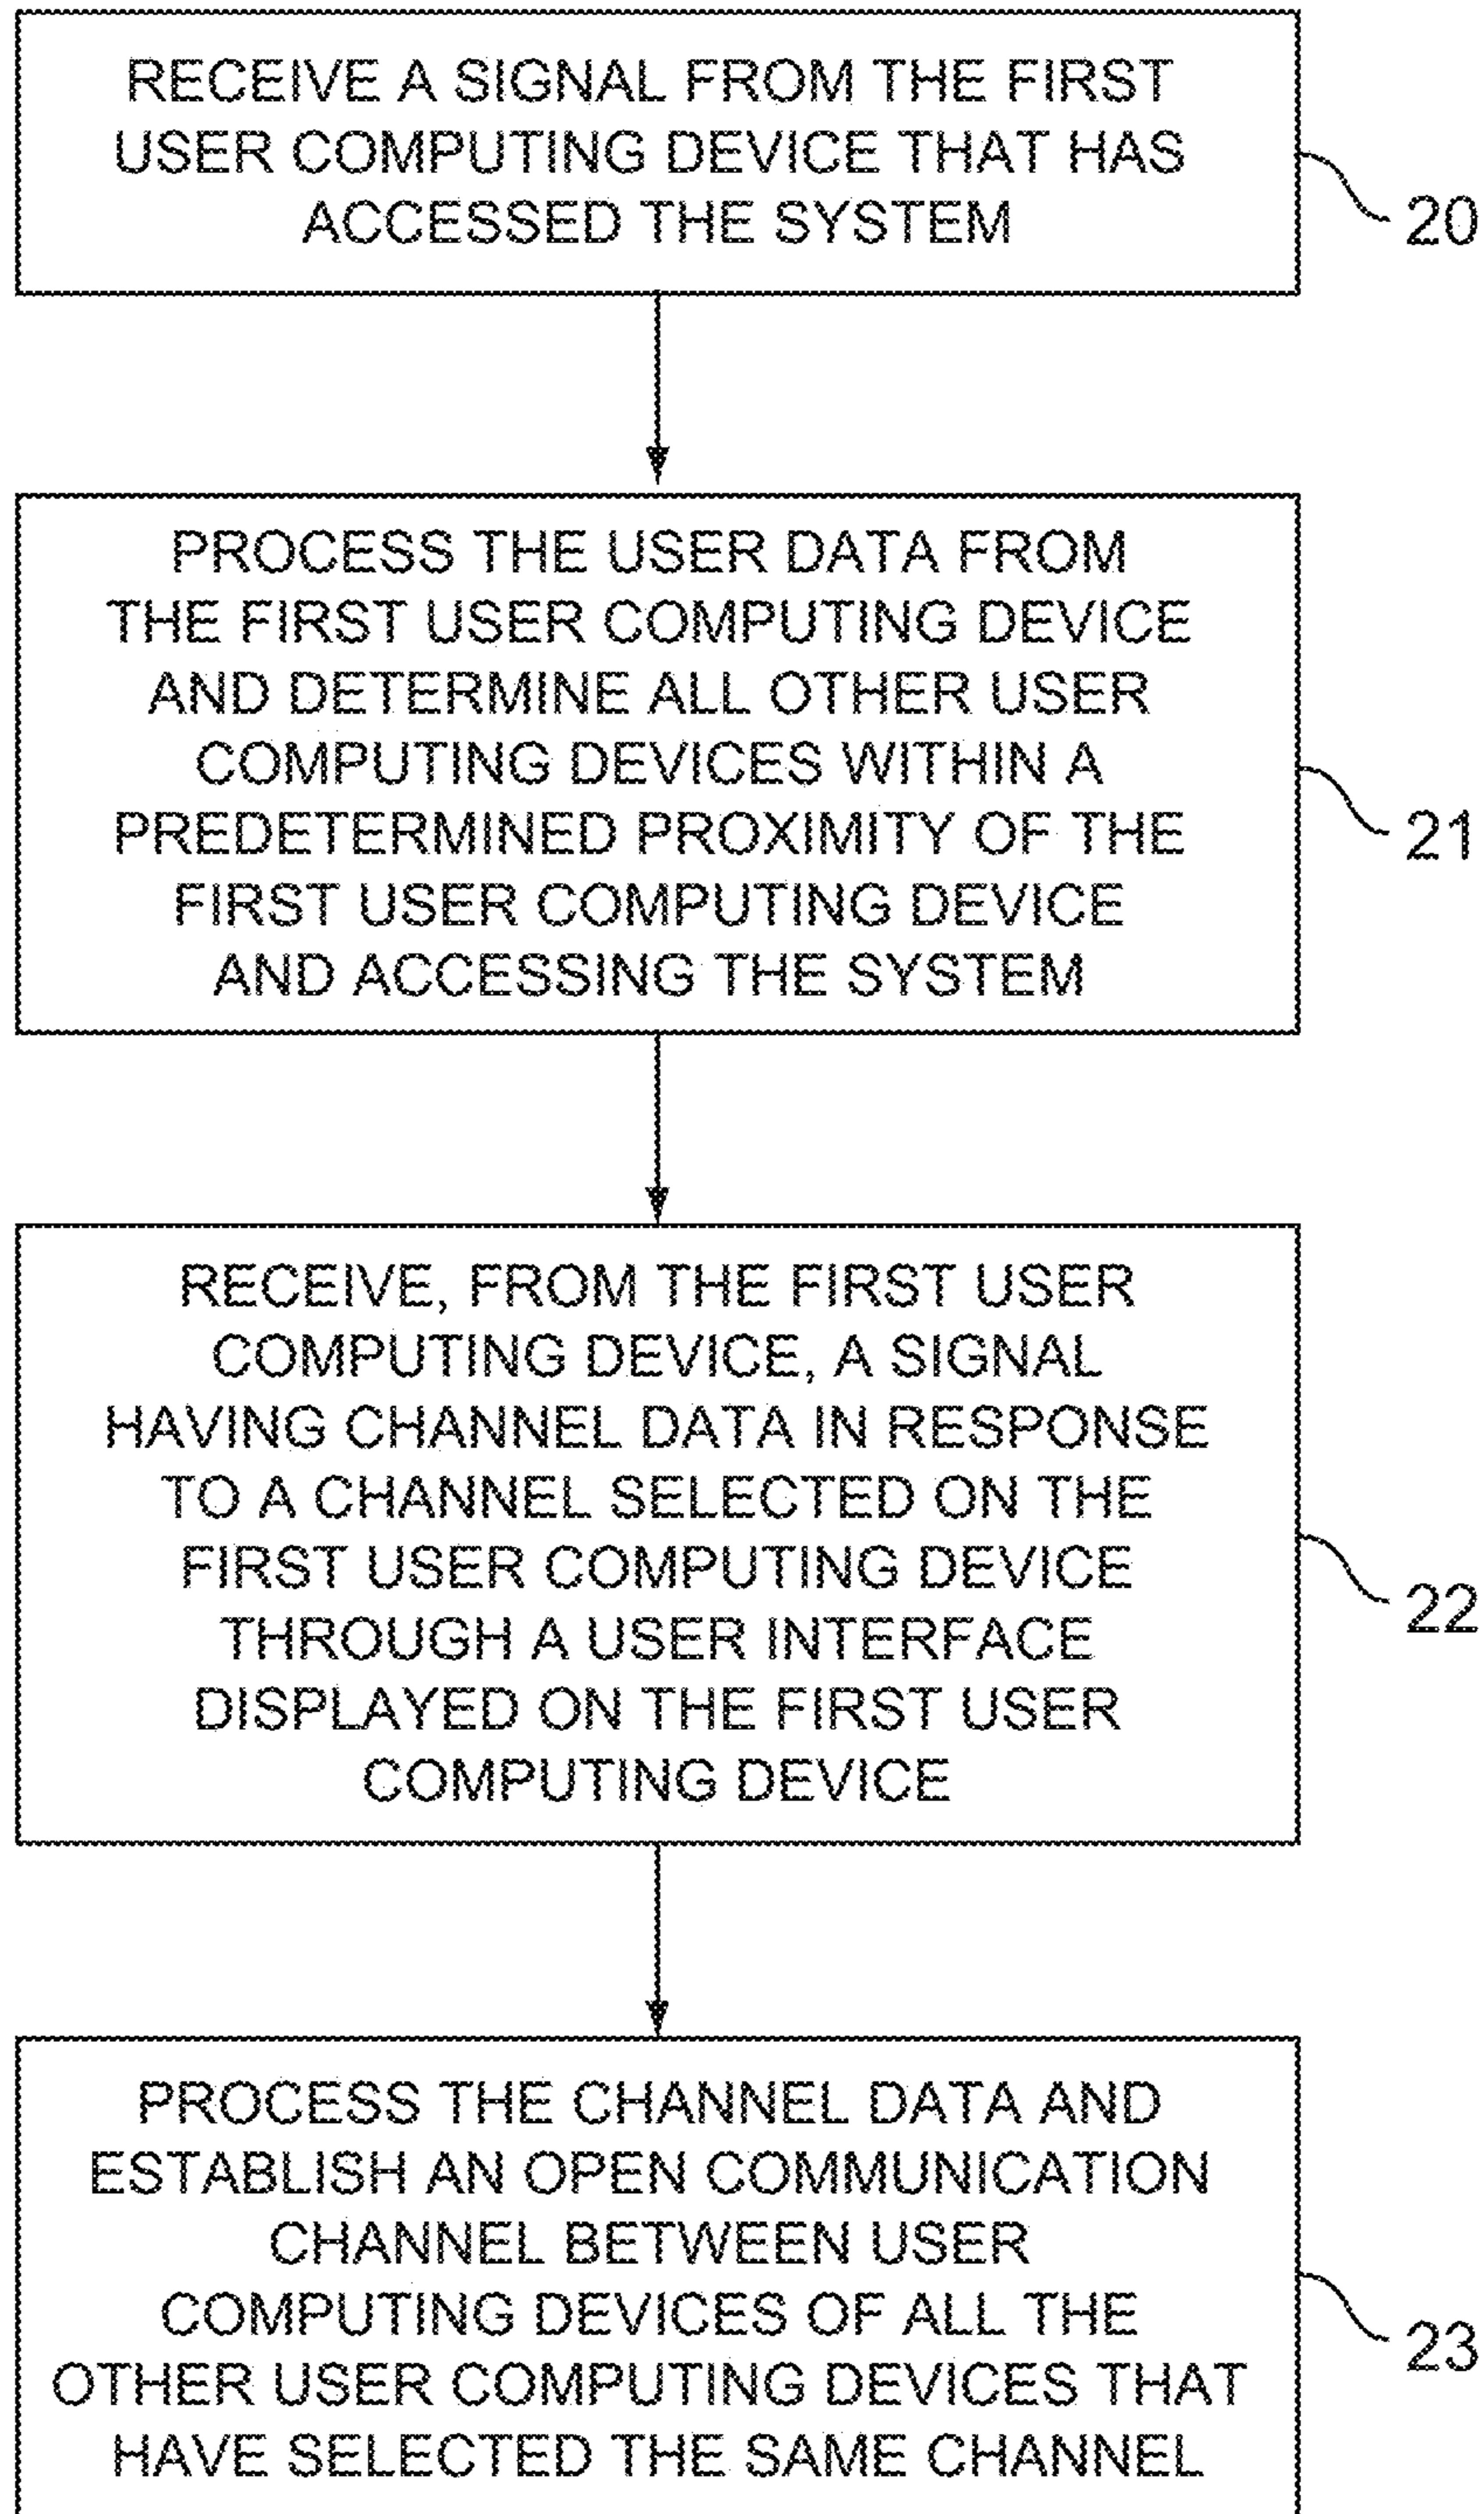 RECEIVE A SIGNAL FROM THE FIRST
USER COMPUTING DEVICE THAT HAS
ACCESSED THE SYSTEM
20
PROCESS THE USER DATA FROM
THE FIRST USER COMPUTING DEVICE
AND DETERMINE ALL OTHER USER
COMPUTING DEVICES WITHIN A
PREDETERMINED PROXIMITY OF THE
FIRST USER COMPUTING DEVICE
AND ACCESSING THE SYSTEM
21
RECEIVE, FROM THE FIRST USER
COMPUTING DEVICE, A SIGNAL
HAVING CHANNEL DATA IN RESPONSE
TO A CHANNEL SELECTED ON THE
FIRST USER COMPUTING DEVICE
THROUGH A USER INTERFACE
DISPLAYED ON THE FIRST USER
COMPUTING DEVICE
22
PROCESS THE CHANNEL DATA AND
ESTABLISH AN OPEN COMMUNICATION
CHANNEL BETWEEN USER
COMPUTING DEVICES OF ALL THE
OTHER USER COMPUTING DEVICES THAT
HAVE SELECTED THE SAME CHANNEL
23